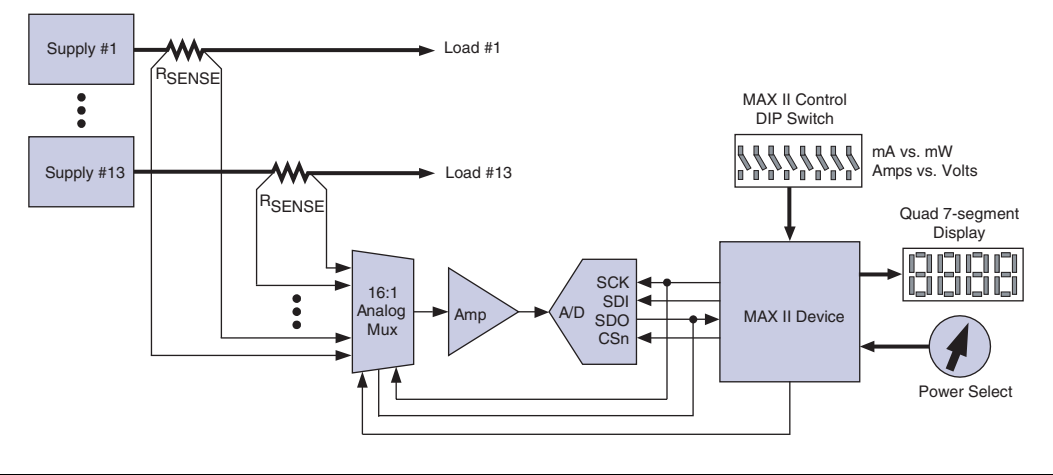 Supply #1
Load #1
RSENSE
Supply #13
Load #13
RSENSE
MAX II Control
DIP Switch
mA vs. mW
Amps vs. Volts
Quad 7-segment
Display
16:1
Analog
Mux
Amp
A/D
SCK
SDI
SDO
CSn
MAX II Device
Power Select